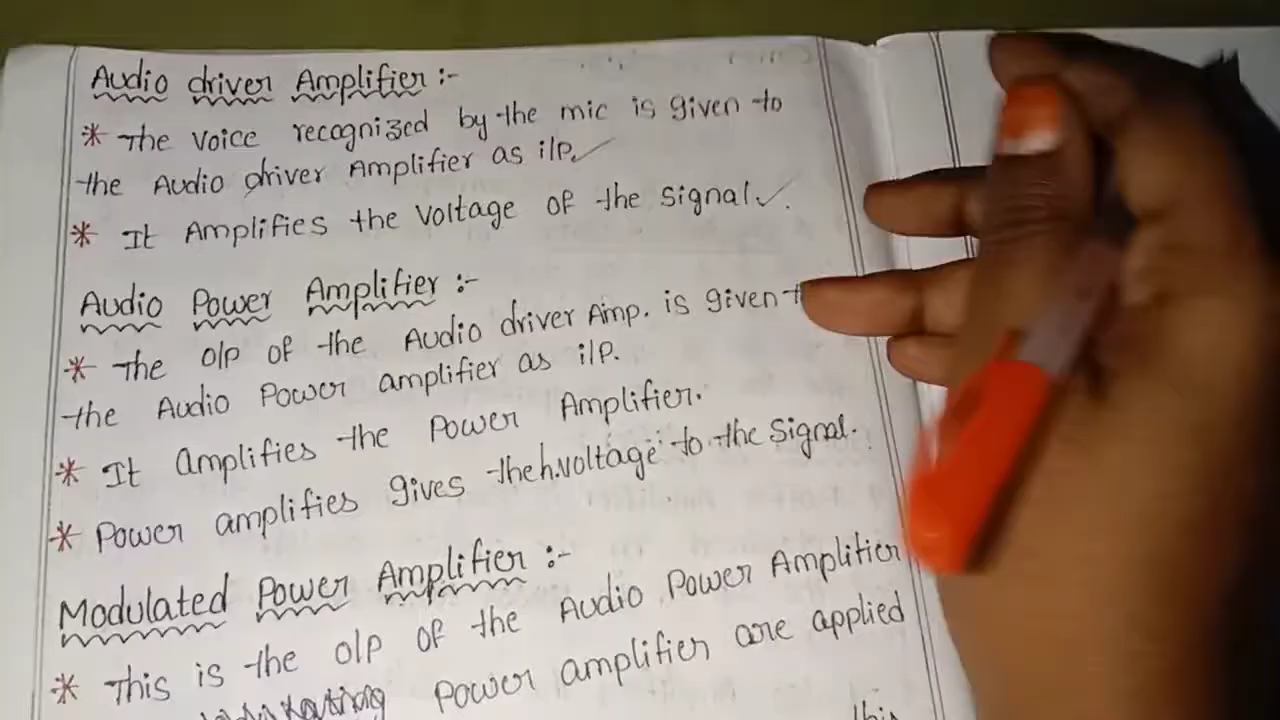 Audio driver Amplifier :-
* The voice recognized by the mic is given to
the Audio driver Amplifier as i/p.
* It Amplifies the voltage of the signal.
Audio Power Amplifier :-
* The o/p of the Audio driver Amp. is given
the Audio Power amplifier as i/p.
* It amplifies the power Amplifier.
* Power amplifies gives the h.voltage to the signal.
Modulated Power Amplifier :-
* This is the o/p of the Audio Power Amplifier
power amplifier are applied
this